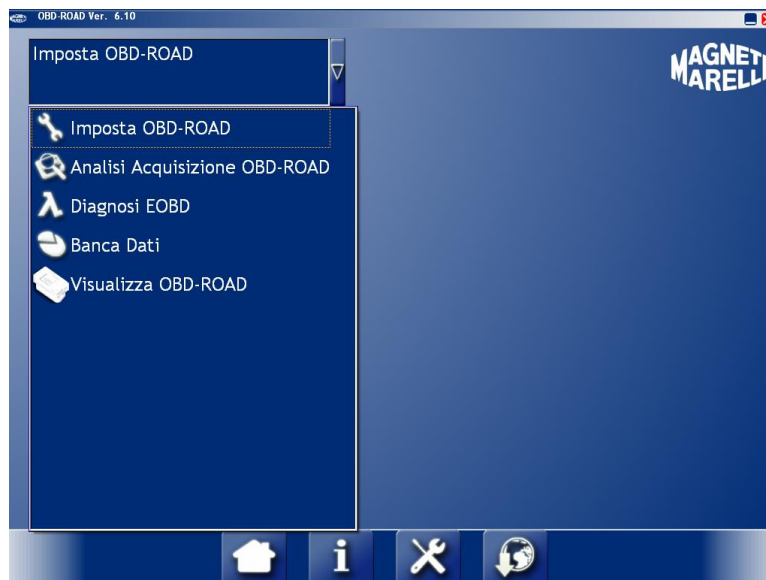 OBD-ROAD Ver. 6.10
Imposta OBD-ROAD
MAGNETI
MARELLI
Imposta OBD-ROAD
Analisi Acquisizione OBD-ROAD
Diagnosi EOBD
Banca Dati
Visualizza OBD-ROAD